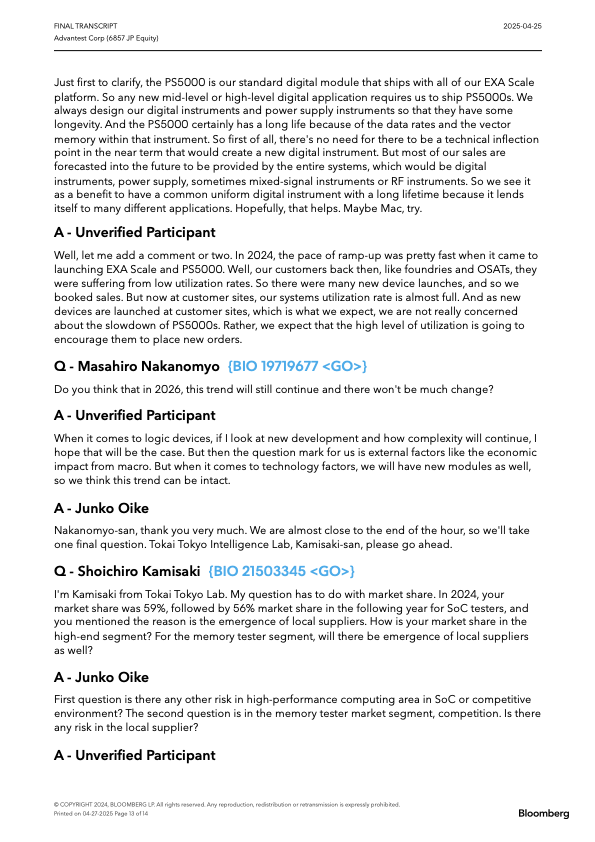 FINAL TRANSCRIPT
2025-04-25
Advantest Corp (6857 JP Equity)
Just first to clarify, the PS5000 is our standard digital module that ships with all of our EXA Scale
platform. So any new mid-level or high-level digital application requires us to ship PS5000s. We
always design our digital instruments and power supply instruments so that they have some
longevity. And the PS5000 certainly has a long life because of the data rates and the vector
memory within that instrument. So first of all, there's no need for there to be a technical inflection
point in the near term that would create a new digital instrument. But most of our sales are
forecasted into the future to be provided by the entire systems, which would be digital
instruments, power supply, sometimes mixed-signal instruments or RF instruments. So we see it
as a benefit to have a common uniform digital instrument with a long lifetime because it lends
itself to many different applications. Hopefully, that helps. Maybe Mac, try.
A - Unverified Participant
Well, let me add a comment or two. In 2024, the pace of ramp-up was pretty fast when it came to
launching EXA Scale and PS5000. Well, our customers back then, like foundries and OSATs, they
were suffering from low utilization rates. So there were many new device launches, and so we
booked sales. But now at customer sites, our systems utilization rate is almost full. And as new
devices are launched at customer sites, which is what we expect, we are not really concerned
about the slowdown of PS5000s. Rather, we expect that the high level of utilization is going to
encourage them to place new orders.
Q - Masahiro Nakanomyo {BIO 19719677 <GO>}
Do you think that in 2026, this trend will still continue and there won't be much change?
A - Unverified Participant
When it comes to logic devices, if I look at new development and how complexity will continue, I
hope that will be the case. But then the question mark for us is external factors like the economic
impact from macro. But when it comes to technology factors, we will have new modules as well,
so we think this trend can be intact.
A - Junko Oike
Nakanomyo-san, thank you very much. We are almost close to the end of the hour, so we'll take
one final question. Tokai Tokyo Intelligence Lab, Kamisaki-san, please go ahead.
Q - Shoichiro Kamisaki {BIO 21503345 <GO>}
I'm Kamisaki from Tokai Tokyo Lab. My question has to do with market share. In 2024, your
market share was 59%, followed by 56% market share in the following year for SoC testers, and
you mentioned the reason is the emergence of local suppliers. How is your market share in the
high-end segment? For the memory tester segment, will there be emergence of local suppliers
as well?
A - Junko Oike
First question is there any other risk in high-performance computing area in SoC or competitive
environment? The second question is in the memory tester market segment, competition. Is there
any risk in the local supplier?
A - Unverified Participant
© COPYRIGHT 2024, BLOOMBERG LP. All rights reserved. Any reproduction, redistribution or retransmission is expressly prohibited.
Printed on 04-27-2025 Page 13 of 14
Bloomberg